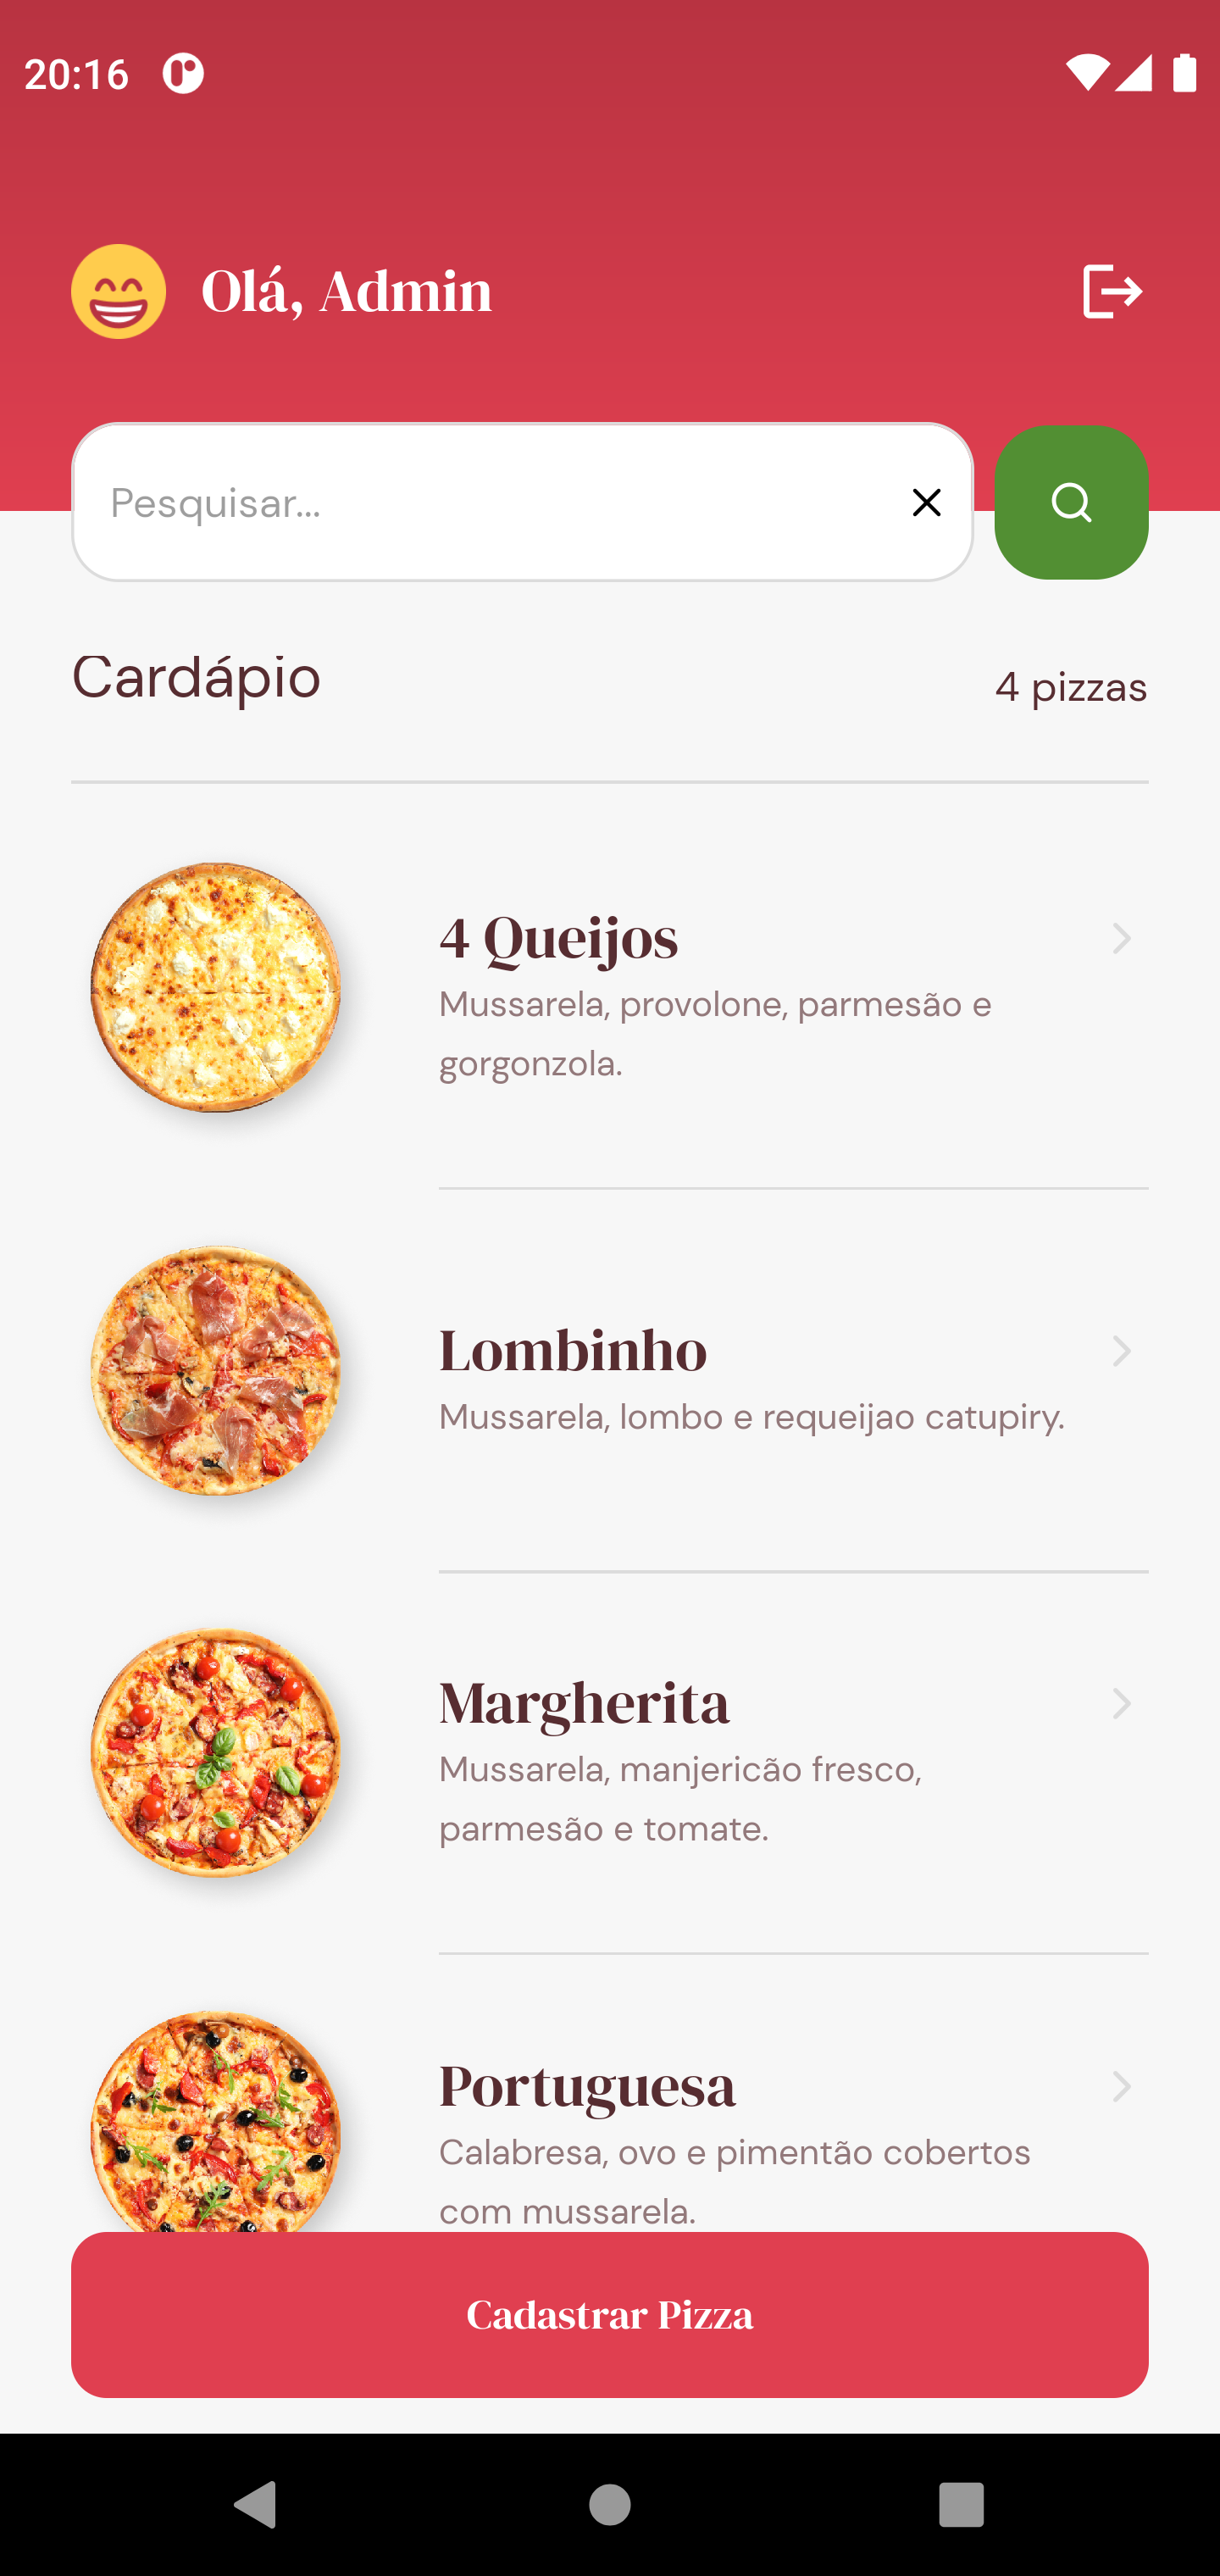 20:16
Olá, Admin
Pesquisar...
Cardápio
4 pizzas
4 Queijos
Mussarela, provolone, parmesão e
gorgonzola.
Lombinho
Mussarela, lombo e requeijao catupiry.
Margherita
Mussarela, manjericão fresco,
parmesão e tomate.
Portuguesa
Calabresa, ovo e pimentão cobertos
com mussarela.
Cadastrar Pizza